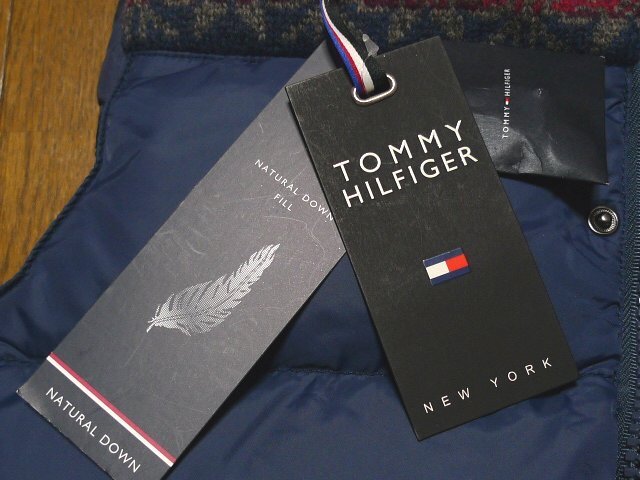 NATURAL DOWN
FILL
NATURAL DOWN
TOMMY
HILFIGER
NEW YORK
TOMMY HILFIGER